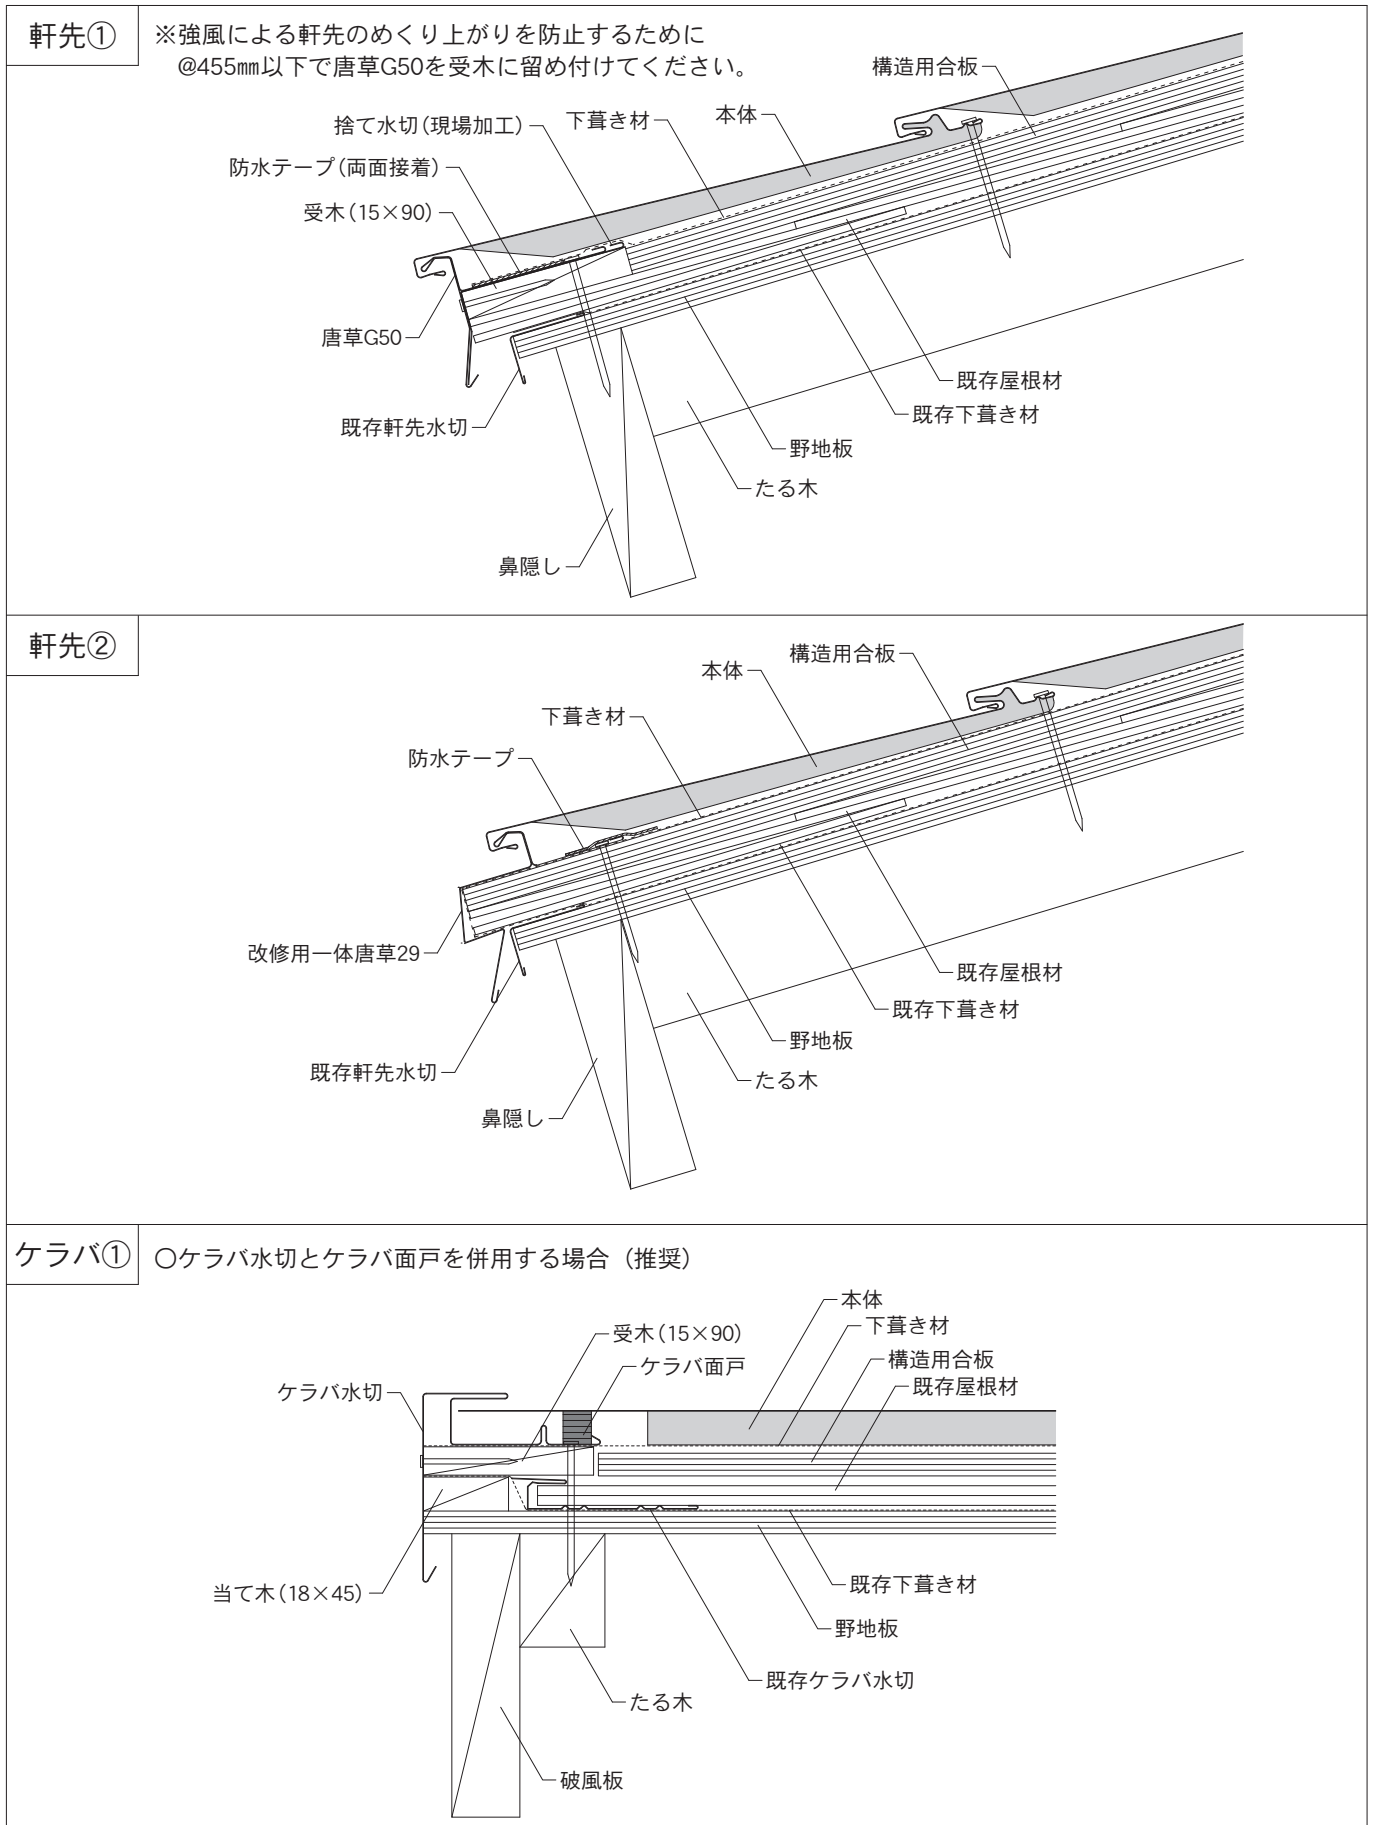 軒先①
※強風による軒先のめくり上がりを防止するために
@455㎜以下で唐草G50を受木に留め付けてください。
構造用合板
本体
下葺き材
捨て水切(現場加工)
防水テープ(両面接着)
受木(15×90)
唐草G50
既存軒先水切
既存屋根材
既存下葺き材
野地板
たる木
鼻隠し
軒先②
構造用合板
本体
下葺き材
防水テープ
改修用一体唐草29
既存屋根材
既存下葺き材
野地板
既存軒先水切
たる木
鼻隠し
ケラバ①
〇ケラバ水切とケラバ面戸を併用する場合（推奨）
本体
下葺き材
受木(15×90)
構造用合板
ケラバ面戸
既存屋根材
ケラバ水切
既存下葺き材
当て木(18×45)
野地板
既存ケラバ水切
たる木
破風板